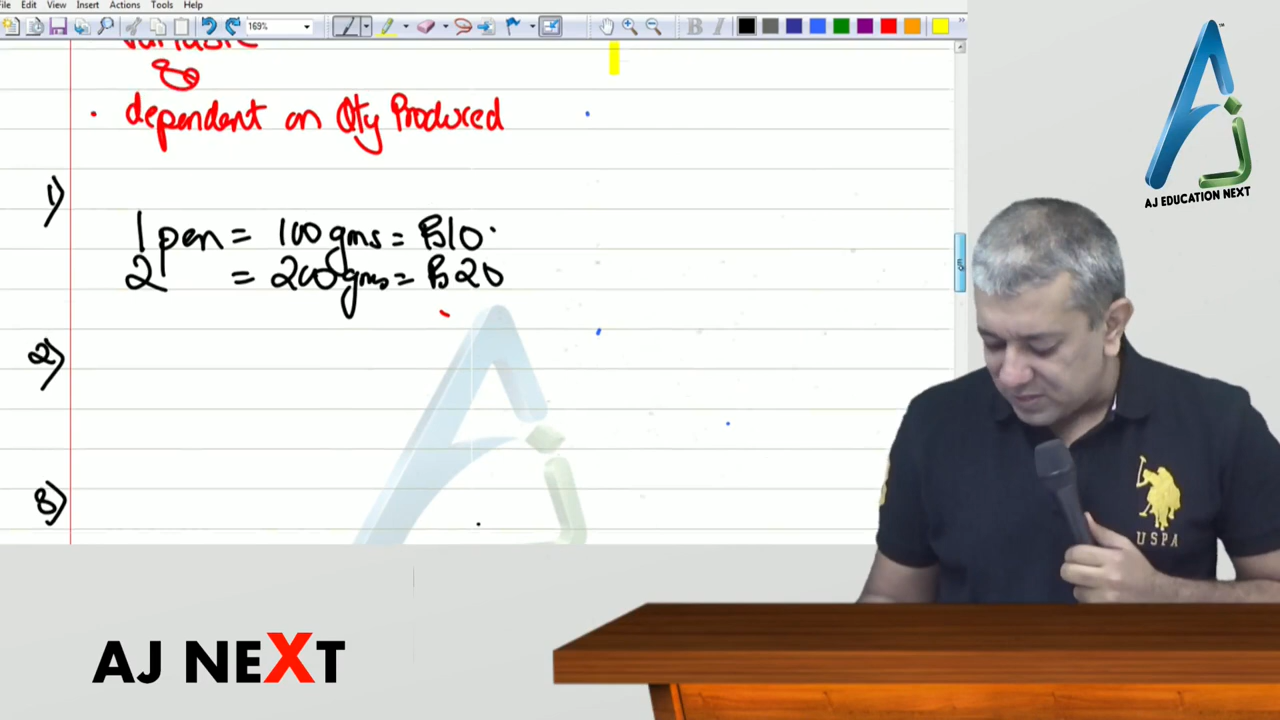 File Edit View Insert Actions Tools Help
169%
B U
variable
• dependent on Qty Produced
1)
1 pen = 100 gms = ₨10.
2 = 200 gms = ₨20
2)
3)
AJ EDUCATION NEXT
USPA
AJ NEXT